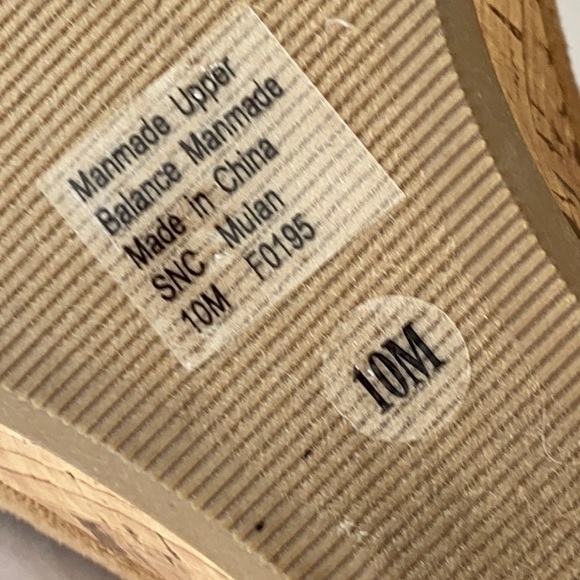 Manmade Upper
Balance Manmade
Made in China
SNC Mulan
10M F0195
10M